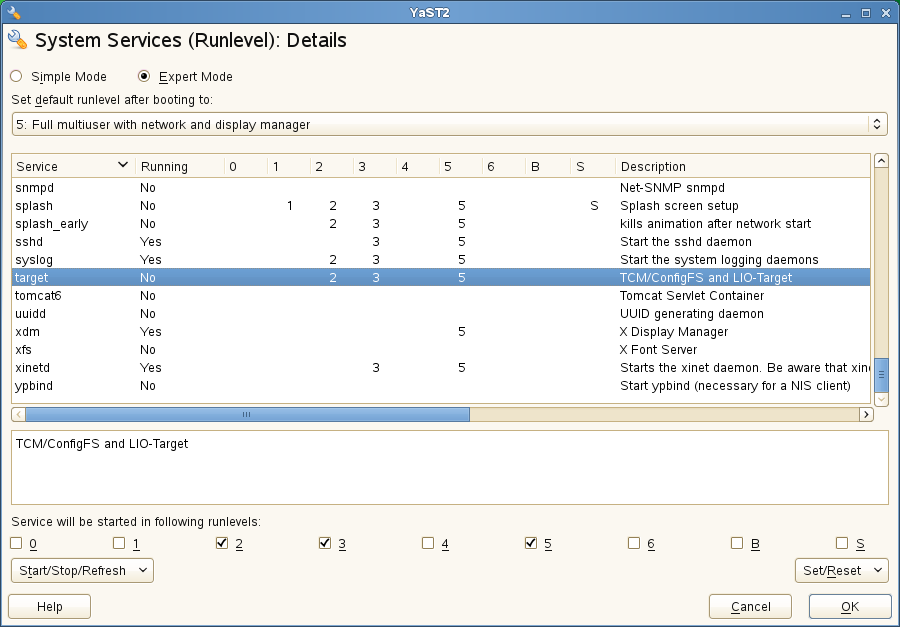 YaST2
System Services (Runlevel): Details
Simple Mode Expert Mode
Set default runlevel after booting to:
5: Full multiuser with network and display manager
Service Running 0 1 2 3 4 5 6 B S Description
snmpd No Net-SNMP snmpd
splash No 1 2 3 5 S Splash screen setup
splash_early No 2 3 5 kills animation after network start
sshd Yes 3 5 Start the sshd daemon
syslog Yes 2 3 5 Start the system logging daemons
target No 2 3 5 TCM/ConfigFS and LIO-Target
tomcat6 No Tomcat Servlet Container
uuidd No UUID generating daemon
xdm Yes 5 X Display Manager
xfs No X Font Server
xinetd Yes 3 5 Starts the xinet daemon. Be aware that xin
ypbind No Start ypbind (necessary for a NIS client)
TCM/ConfigFS and LIO-Target
Service will be started in following runlevels:
0 1 2 3 4 5 6 B S
Start/Stop/Refresh Set/Reset
Help Cancel OK